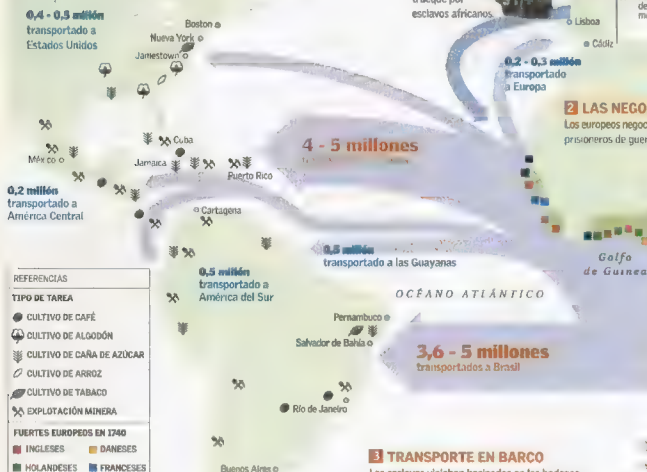 0,4 - 0,5 millón
transportado a
Estados Unidos
Boston
Nueva York
Jamestown
trueque por
esclavos africanos.
Lisboa
Cádiz
0,2 - 0,3 millón
transportado
a Europa
2 LAS NEGO
Los europeos negoc
prisioneros de guer
4 - 5 millones
México
Cuba
Jamaica
Puerto Rico
0,2 millón
transportado a
América Central
Cartagena
0,5 millón
transportado a las Guayanas
0,5 millón
transportado a
América del Sur
OCÉANO ATLÁNTICO
Golfo
de Guinea
Pernambuco
Salvador de Bahía
3,6 - 5 millones
transportados a Brasil
Río de Janeiro
Buenos Aires
REFERENCIAS
TIPO DE TAREA
CULTIVO DE CAFÉ
CULTIVO DE ALGODÓN
CULTIVO DE CAÑA DE AZÚCAR
CULTIVO DE ARROZ
CULTIVO DE TABACO
EXPLOTACIÓN MINERA
FUERTES EUROPEOS EN 1740
INGLESES
DANESES
HOLANDESES
FRANCESES
3 TRANSPORTE EN BARCO